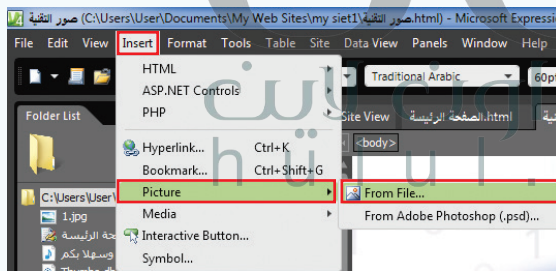 صور التقنية (C:\Users\User\Documents\My Web Sites\my siet1\صور التقنية.html) - Microsoft Expressi
File Edit View Insert Format Tools Table Site Data View Panels Window Help
Traditional Arabic 60pt
HTML
ASP.NET Controls
PHP
Hyperlink... Ctrl+K
Bookmark... Ctrl+Shift+G
Picture
Media
Interactive Button...
Symbol...
From File...
From Adobe Photoshop (.psd)...
Folder List
C:\Users\User\
1.jpg
وسهلا بكم
Site View
الصفحة الرئيسة.html
<body>
hulul.